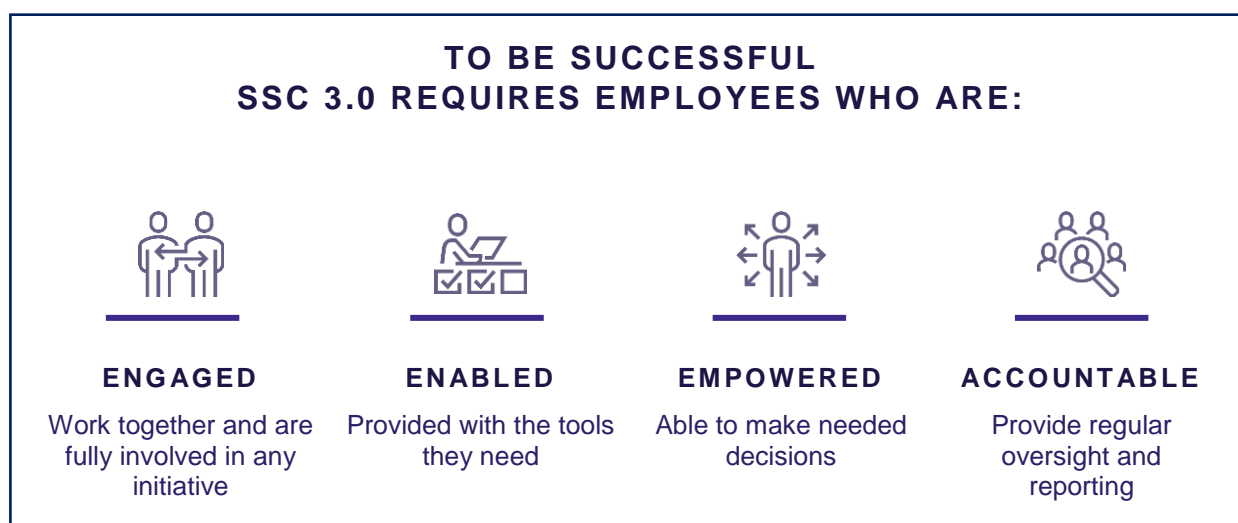 TO BE SUCCESSFUL
SSC 3.0 REQUIRES EMPLOYEES WHO ARE:
ENGAGED
Work together and are
fully involved in any
initiative
ENABLED
Provided with the tools
they need
EMPOWERED
Able to make needed
decisions
ACCOUNTABLE
Provide regular
oversight and
reporting